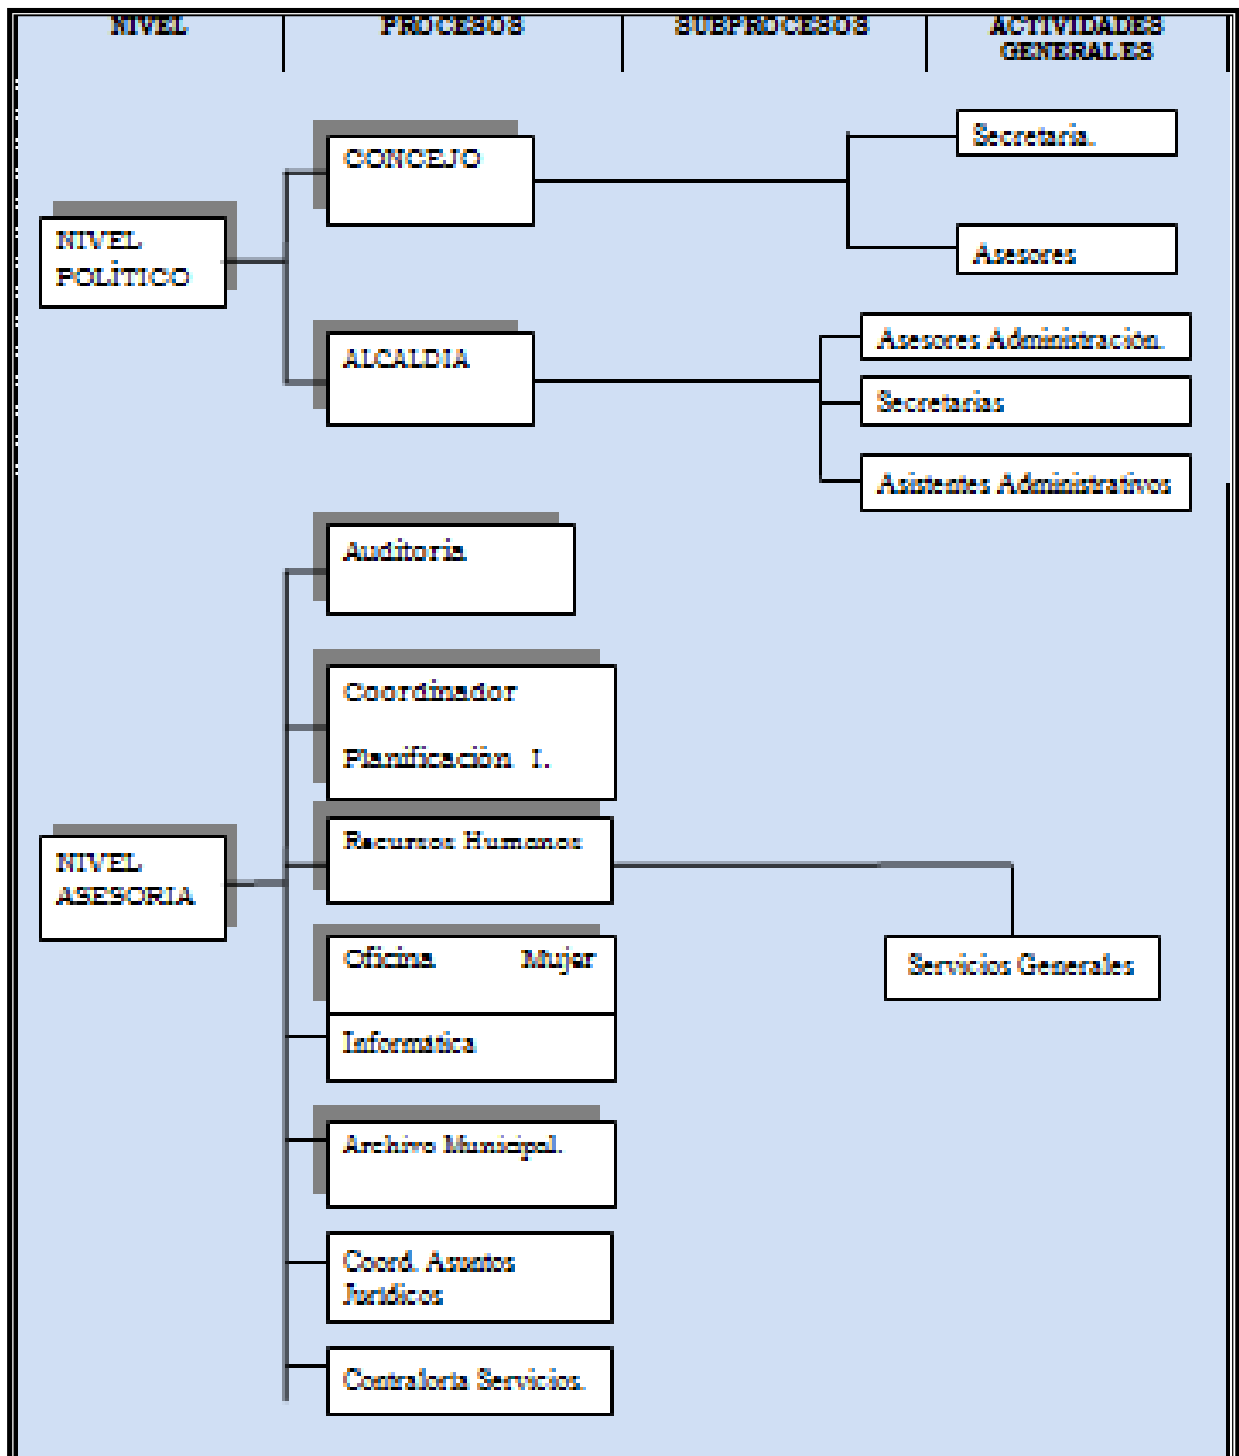 NIVEL PROCESOS SUBPROCESOS ACTIVIDADES
GENERALES
CONCEJO
Secretaria.
Asesores
NIVEL
POLÍTICO
ALCALDIA
Asesores Administración.
Secretarias
Asistentes Administrativos
Auditoria
Coordinador
Planificación I.
NIVEL
ASESORIA
Recursos Humanos
Servicios Generales
Oficina Mujer
Informática
Archivo Municipal.
Coord. Asuntos
Jurídicos
Contraloría Servicios.